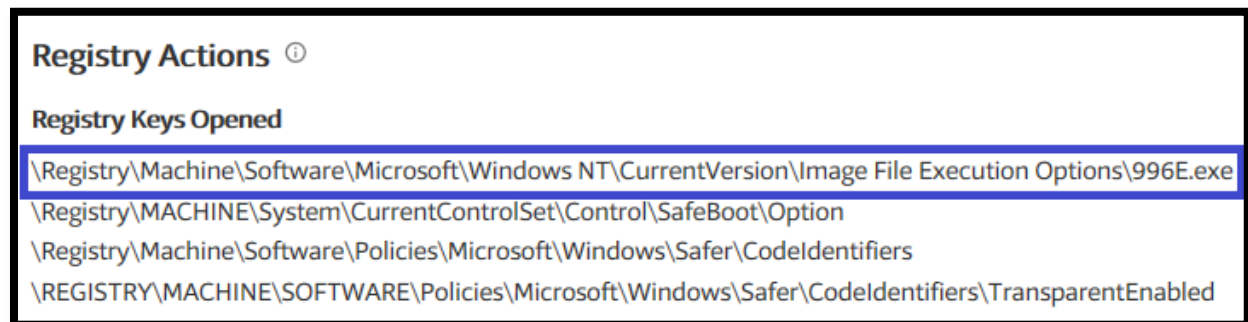 Registry Actions
Registry Keys Opened
\Registry\Machine\Software\Microsoft\Windows NT\CurrentVersion\Image File Execution Options\996E.exe
\Registry\MACHINE\System\CurrentControlSet\Control\SafeBoot\Option
\Registry\Machine\Software\Policies\Microsoft\Windows\Safer\CodeIdentifiers
\REGISTRY\MACHINE\SOFTWARE\Policies\Microsoft\Windows\Safer\CodeIdentifiers\TransparentEnabled